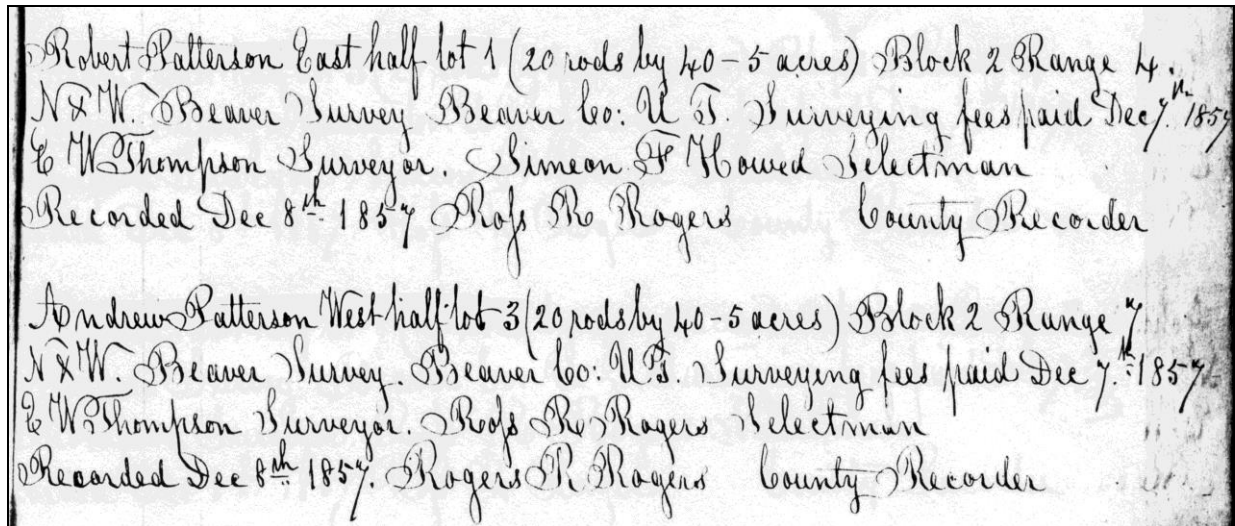 Robert Patterson East half lot 1 (20 rods by 40 - 5 acres) Block 2 Range 4.
N & W. Beaver Survey Beaver Co: U T. Surveying fees paid Dec 7.th 1857
E W Thompson Surveyor. Simeon F Howed Selectman
Recorded Dec 8th 1857 Ross R Rogers County Recorder
Andrew Patterson West half lot 3 (20 rods by 40 - 5 acres) Block 2 Range 7
N & W. Beaver Survey. Beaver Co: U.T. Surveying fees paid Dec 7.th 1857
E W Thompson Surveyor. Ross R Rogers Selectman
Recorded Dec 8th 1857. Rogers R Rogers County Recorder